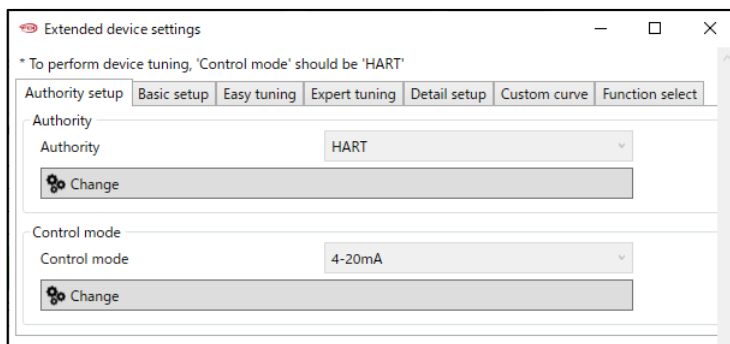 Extended device settings
* To perform device tuning, 'Control mode' should be 'HART'
Authority setup Basic setup Easy tuning Expert tuning Detail setup Custom curve Function select
Authority
Authority HART
Change
Control mode
Control mode 4-20mA
Change